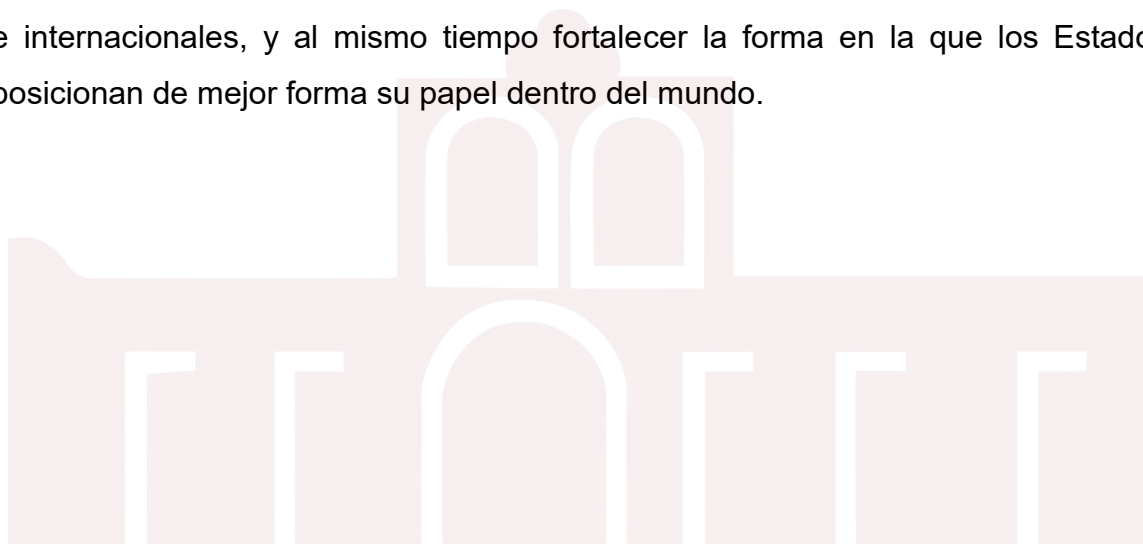 e internacionales, y al mismo tiempo fortalecer la forma en la que los Estado
posicionan de mejor forma su papel dentro del mundo.